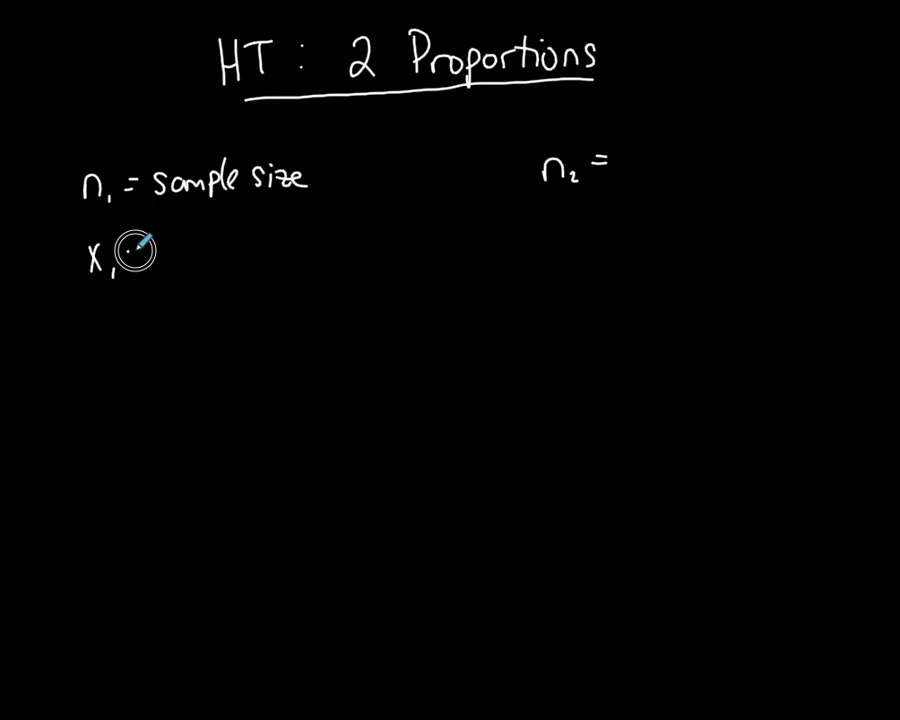 HT: 2 Proportions
n₁ = sample size
n₂ =
x₁